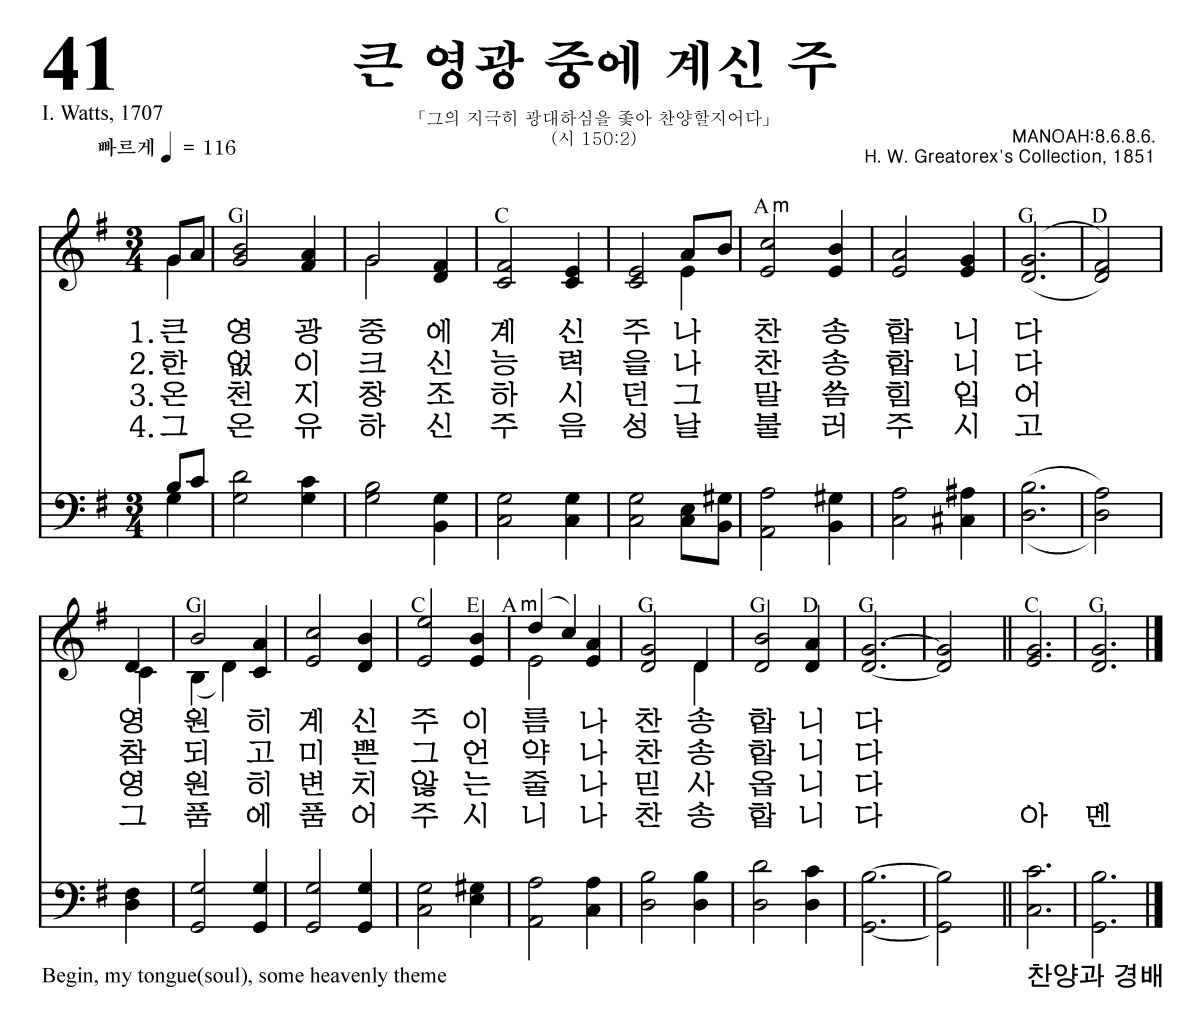 41
큰 영광 중에 계신 주
I. Watts, 1707
「그의 지극히 광대하심을 좇아 찬양할지어다」
(시 150:2)
빠르게 ♩ = 116
MANOAH:8.6.8.6.
H. W. Greatorex's Collection, 1851
G C Am G D
3 4
1.큰 영 광 중 에 계 신 주 나 찬 송 합 니 다
2.한 없 이 크 신 능 력 을 나 찬 송 합 니 다
3.온 천 지 창 조 하 시 던 그 말 씀 힘 입 어
4.그 온 유 하 신 주 음 성 날 불 러 주 시 고
3 4
G C E Am G G D G C G
영 원 히 계 신 주 이 름 나 찬 송 합 니 다
참 되 고 미 쁜 그 언 약 나 찬 송 합 니 다
영 원 히 변 치 않 는 줄 나 믿 사 옵 니 다
그 품 에 품 어 주 시 니 나 찬 송 합 니 다 아 멘
Begin, my tongue(soul), some heavenly theme
찬양과 경배